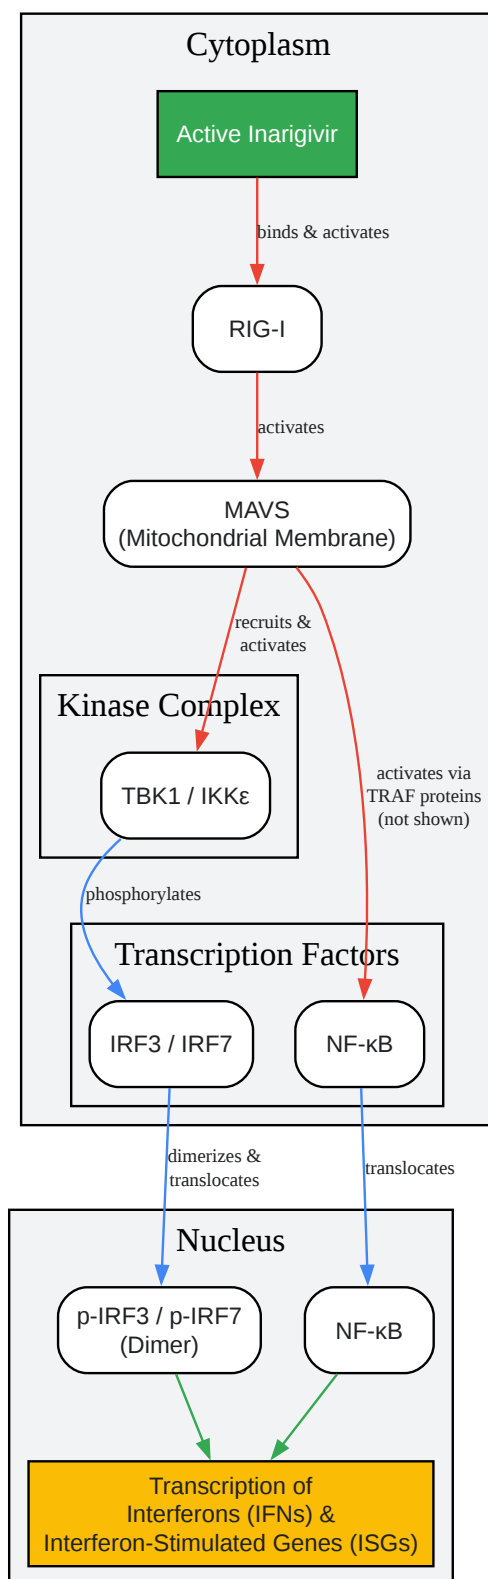 Cytoplasm
Active Inarigivir
binds & activates
RIG-I
activates
MAVS
(Mitochondrial Membrane)
recruits &
activates
Kinase Complex
TBK1 / IKKε
activates via
TRAF proteins
(not shown)
phosphorylates
Transcription Factors
IRF3 / IRF7
NF-κB
dimerizes &
translocates
translocates
Nucleus
p-IRF3 / p-IRF7
(Dimer)
NF-κB
Transcription of
Interferons (IFNs) &
Interferon-Stimulated Genes (ISGs)